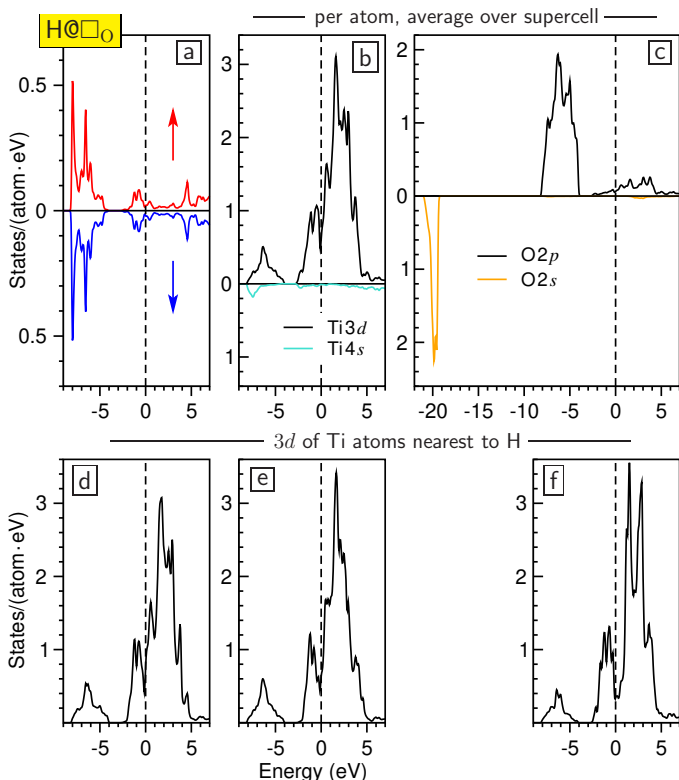 per atom, average over supercell
H@□O
a
b
c
0.5
0
0.5
States/(atom·eV)
-5
0
5
3
2
1
0
1
Ti3d
Ti4s
-5
0
5
2
1
0
1
2
O2p
O2s
-20
-15
-10
-5
0
5
3d of Ti atoms nearest to H
d
e
f
States/(atom·eV)
3
2
1
-5
0
5
3
2
1
-5
0
5
3
2
1
-5
0
5
Energy (eV)